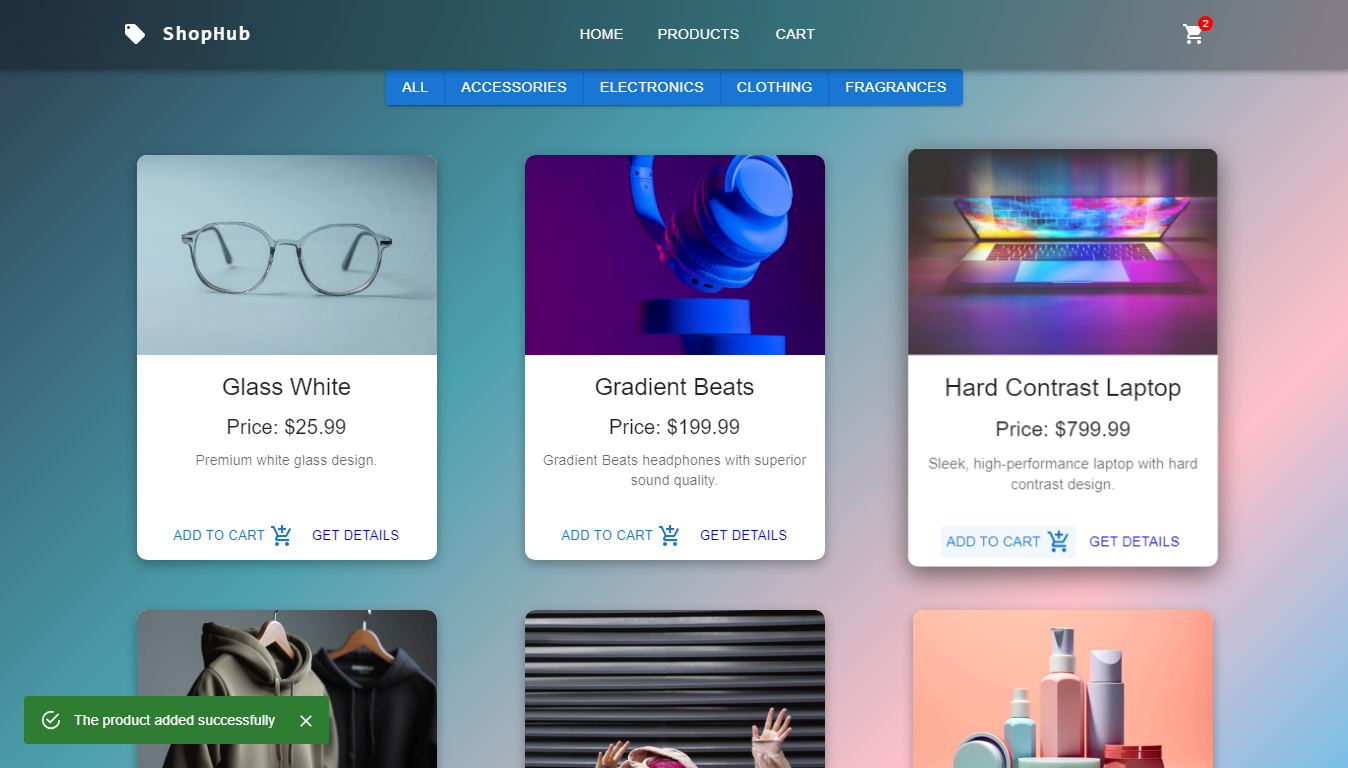 ShopHub
HOME
PRODUCTS
CART
2
ALL
ACCESSORIES
ELECTRONICS
CLOTHING
FRAGRANCES
Glass White
Price: $25.99
Premium white glass design.
ADD TO CART
GET DETAILS
Gradient Beats
Price: $199.99
Gradient Beats headphones with superior
sound quality.
ADD TO CART
GET DETAILS
Hard Contrast Laptop
Price: $799.99
Sleek, high-performance laptop with hard
contrast design.
ADD TO CART
GET DETAILS
The product added successfully